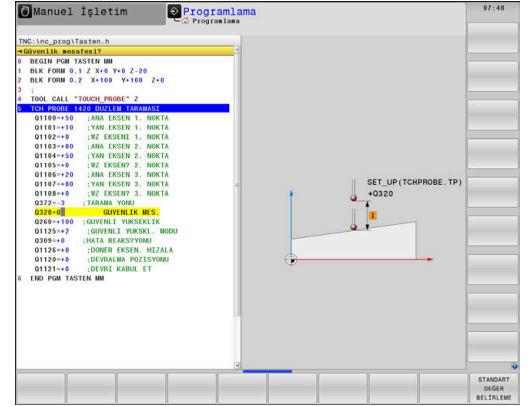 Manuel İşletim
Programlama
Programlama
07:48
TNC:\nc_prog\Tasten.h
→Güvenlik mesafesi?
0 BEGIN PGM TASTEN MM
1 BLK FORM 0.1 Z X+0 Y+0 Z-20
2 BLK FORM 0.2 X+100 Y+100 Z+0
3 ;
4 TOOL CALL "TOUCH_PROBE" Z
5 TCH PROBE 1420 DUZLEM TARAMASI
Q1100=+50 ;ANA EKSEN 1. NOKTA
Q1101=+10 ;YAN EKSEN 1. NOKTA
Q1102=+0 ;WZ EKSENI 1. NOKTA
Q1103=+80 ;ANA EKSEN 2. NOKTA
Q1104=+50 ;YAN EKSEN 2. NOKTA
Q1105=+0 ;WZ EKSEN? 2. NOKTA
Q1106=+20 ;ANA EKSEN 3. NOKTA
Q1107=+80 ;YAN EKSEN 3. NOKTA
Q1108=+0 ;WZ EKSEN? 3. NOKTA
Q372=-3 ;TARAMA YONU
Q320=0 GUVENLIK MES.
Q260=+100 ;GUVENLI YUKSEKLIK
Q1125=+2 ;GUVENLI YUKSKL. MODU
Q309=+0 ;HATA REAKS?YONU
Q1126=+0 ;DONER EKSEN. HIZALA
Q1120=+0 ;DEVRALMA POZISYONU
Q1121=+0 ;DEVRI KABUL ET
6 END PGM TASTEN MM
SET_UP(TCHPROBE.TP)
+Q320
I
STANDART
DEĞER
BELİRLEME